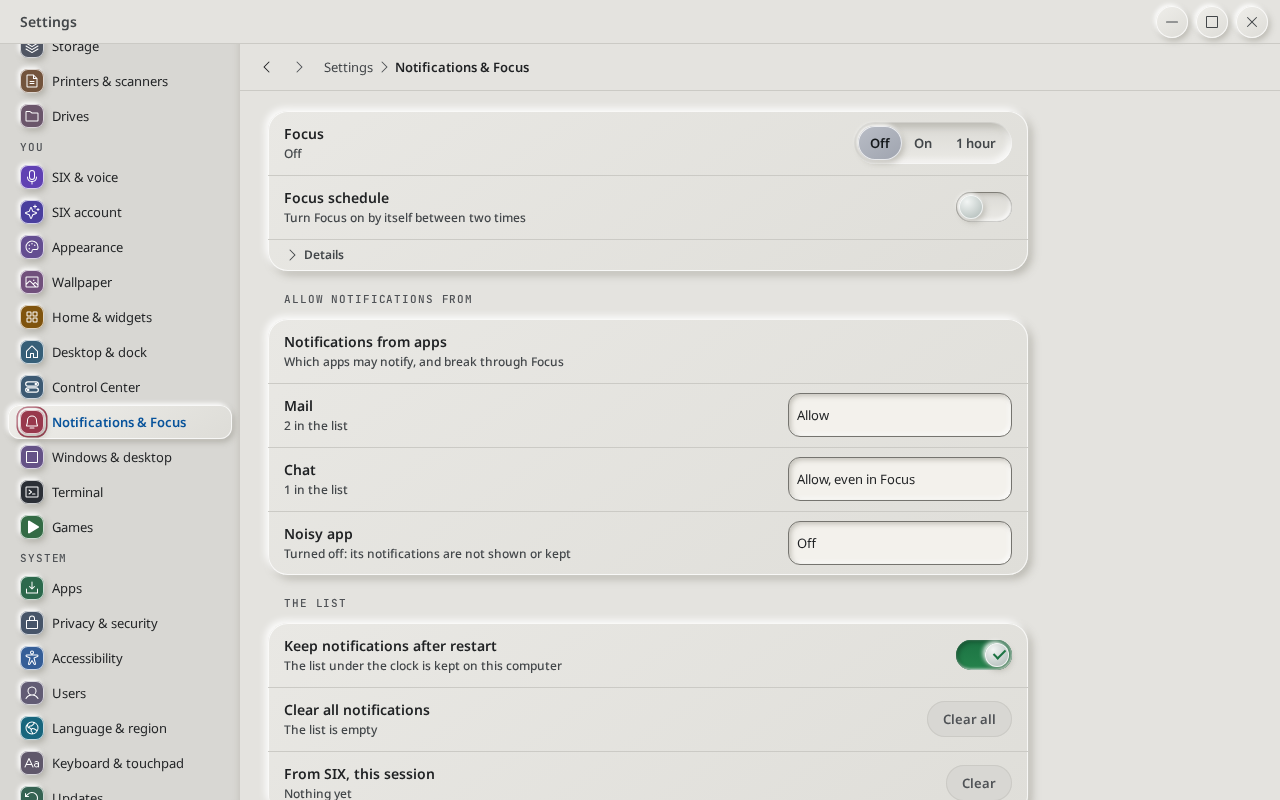 Settings
Storage
Printers & scanners
Drives
YOU
SIX & voice
SIX account
Appearance
Wallpaper
Home & widgets
Desktop & dock
Control Center
Notifications & Focus
Windows & desktop
Terminal
Games
SYSTEM
Apps
Privacy & security
Accessibility
Users
Language & region
Aa Keyboard & touchpad
Updates
Settings Notifications & Focus
Focus
Off
Off On 1 hour
Focus schedule
Turn Focus on by itself between two times
Details
ALLOW NOTIFICATIONS FROM
Notifications from apps
Which apps may notify, and break through Focus
Mail
2 in the list
Allow
Chat
1 in the list
Allow, even in Focus
Noisy app
Turned off: its notifications are not shown or kept
Off
THE LIST
Keep notifications after restart
The list under the clock is kept on this computer
Clear all notifications
The list is empty
Clear all
From SIX, this session
Nothing yet
Clear